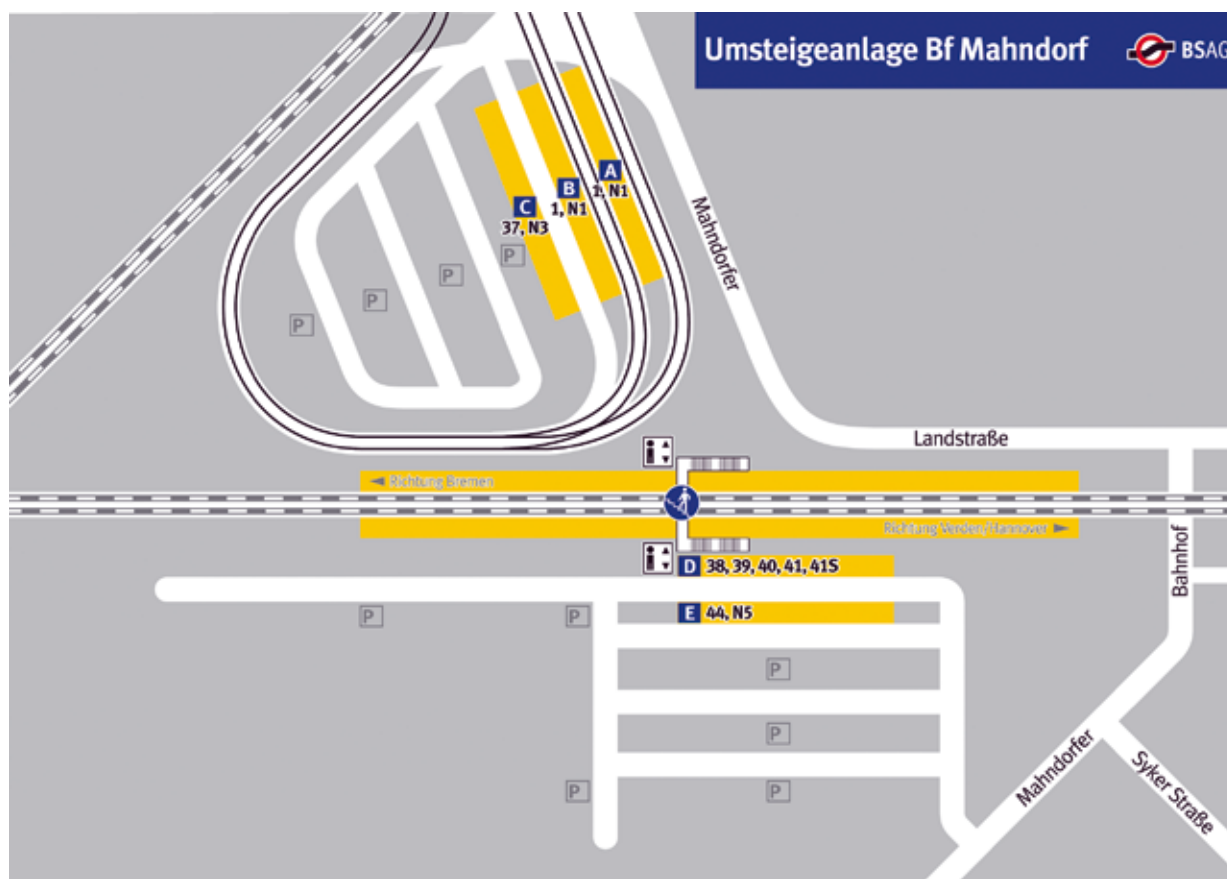 Umsteigeanlage Bf Mahndorf
BSAG
A
1, N1
B
1, N1
C
37, N3
P
P
P
P
Mahndorfer
Landstraße
Richtung Bremen
Richtung Verden/Hannover
D 38, 39, 40, 41, 41S
E 44, N5
P
P
P
P
P
P
Bahnhof
Mahndorfer
Syker Straße